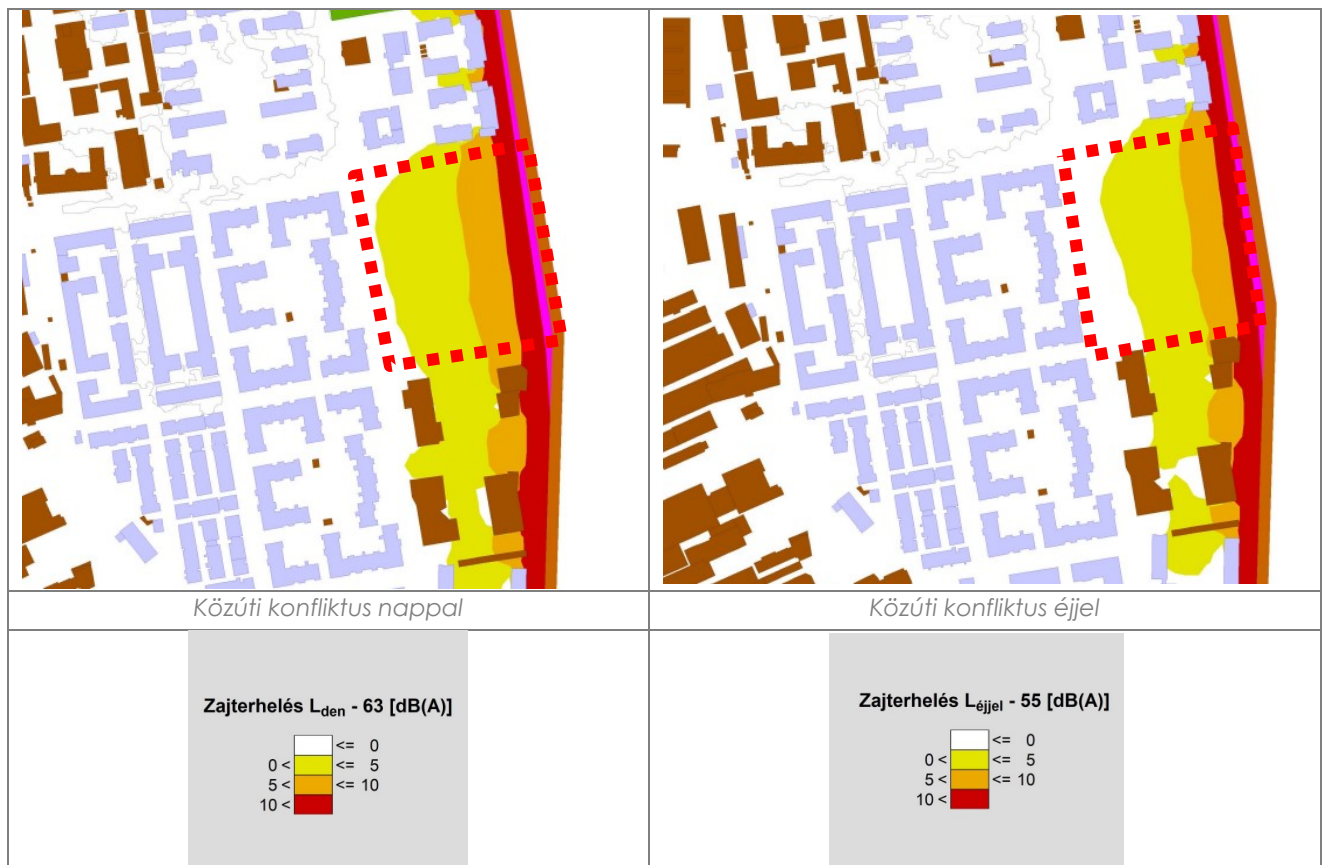 Közúti konfliktus nappal
Közúti konfliktus éjjel
Zajterhelés Lden - 63 [dB(A)]
<= 0
0 < <= 5
5 < <= 10
10 <
Zajterhelés Léjjel - 55 [dB(A)]
<= 0
0 < <= 5
5 < <= 10
10 <